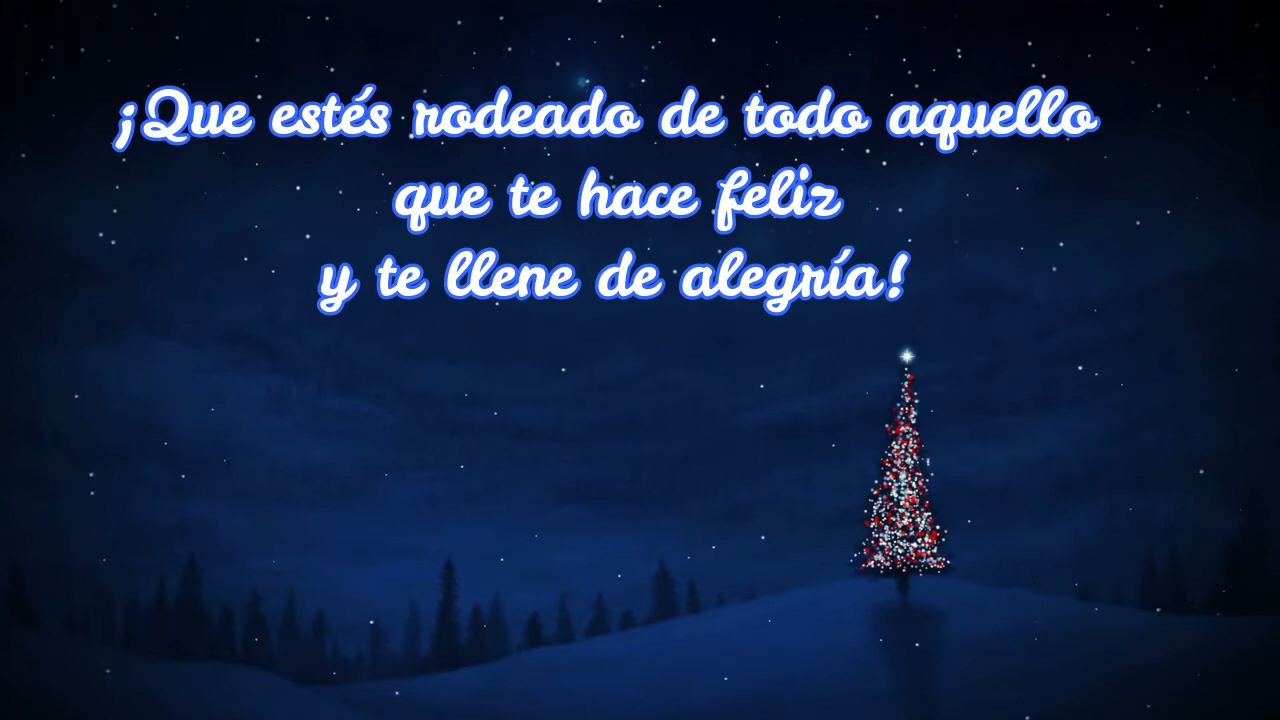 ¡Que estés rodeado de todo aquello
que te hace feliz
y te llene de alegría!